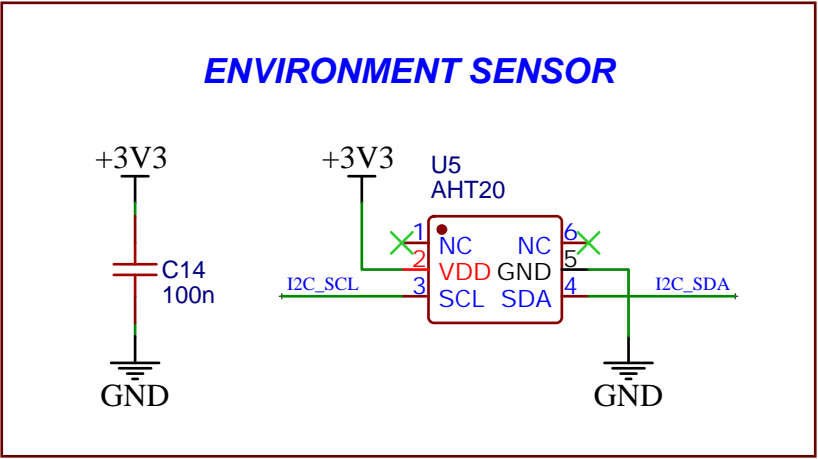 ENVIRONMENT SENSOR
+3V3
+3V3
U5
AHT20
1
NC
NC
6
2
VDD
GND
5
I2C_SCL
3
SCL
SDA
4
I2C_SDA
C14
100n
GND
GND